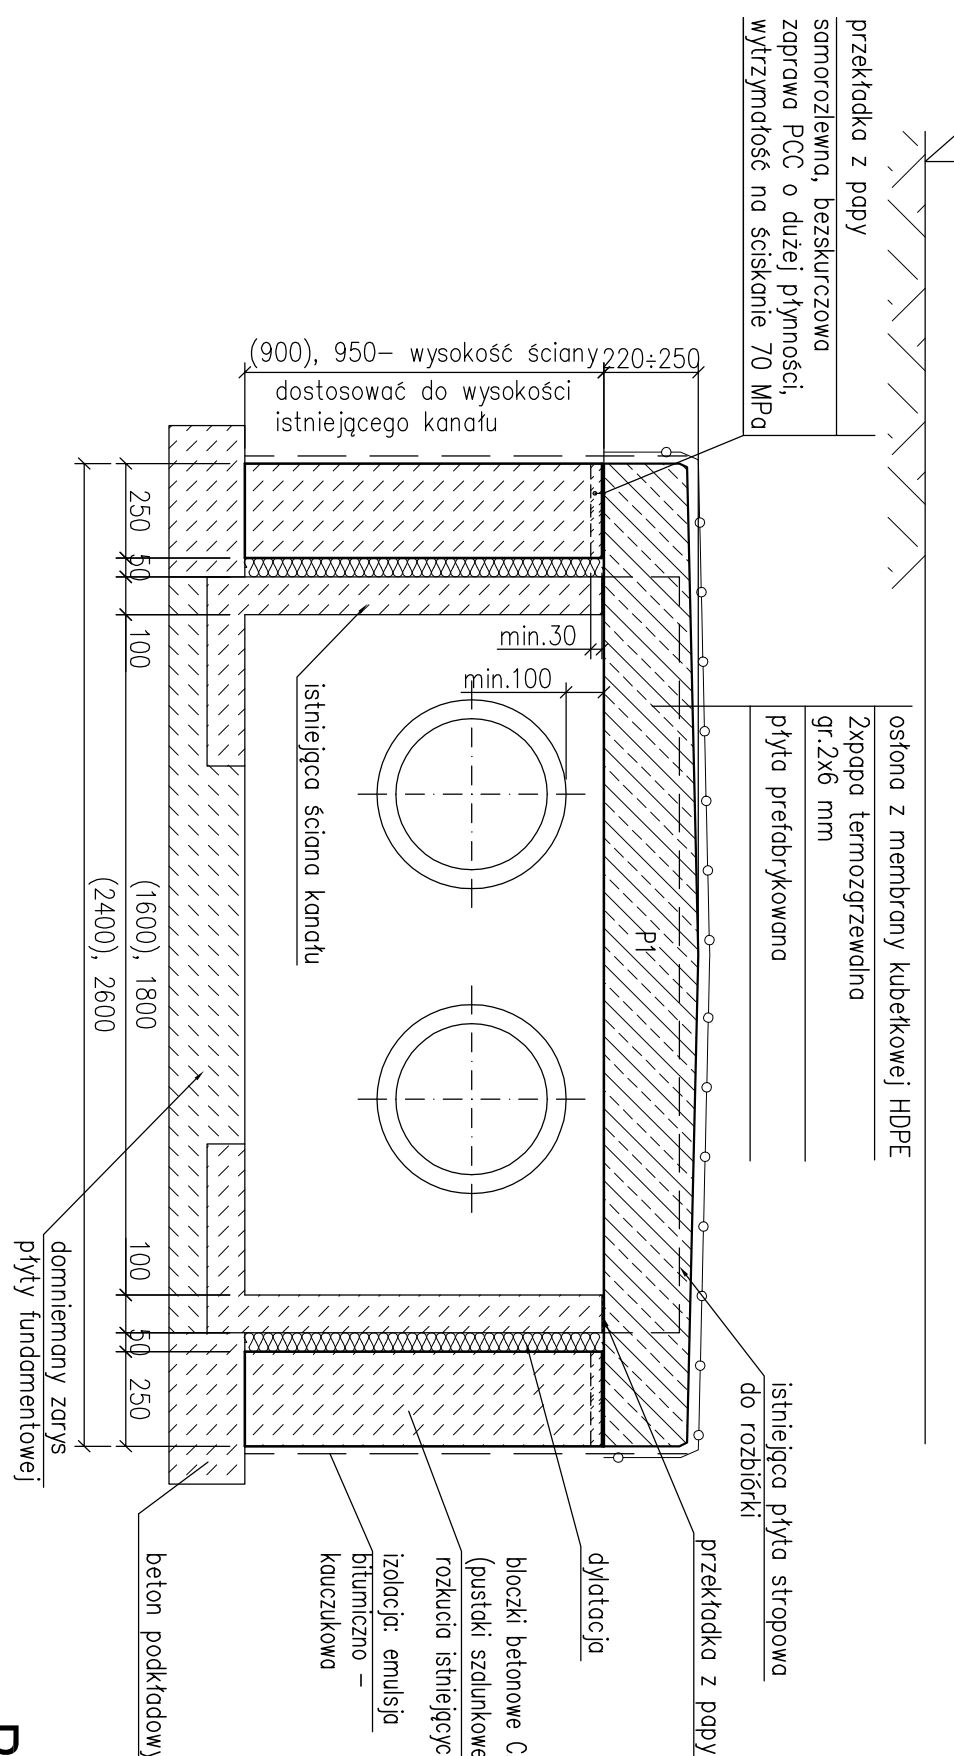 przekładka z papy
samorozlewna, bezskurczowa
zaprawa PCC o dużej płynności,
wytrzymałość na ściskanie 70 MPa
(900), 950– wysokość ściany
dostosować do wysokości
istniejącego kanału
220÷250
250
50
100
min.30
min.100
istniejąca ściana kanału
osłona z membrany kubełkowej HDPE
2xpapa termozgrzewalna
gr.2x6 mm
płyta prefabrykowana
P1
(1600), 1800
(2400), 2600
100
50
250
domniemany zarys
płyty fundamentowej
istniejąca płyta stropowa
do rozbiórki
przekładka z papy
dylatacja
bloczki betonowe C
(pustaki szalunkowe
rozkucia istniejącyc
izolacja: emulsja
bitumiczno –
kauczukowa
beton podkładowy